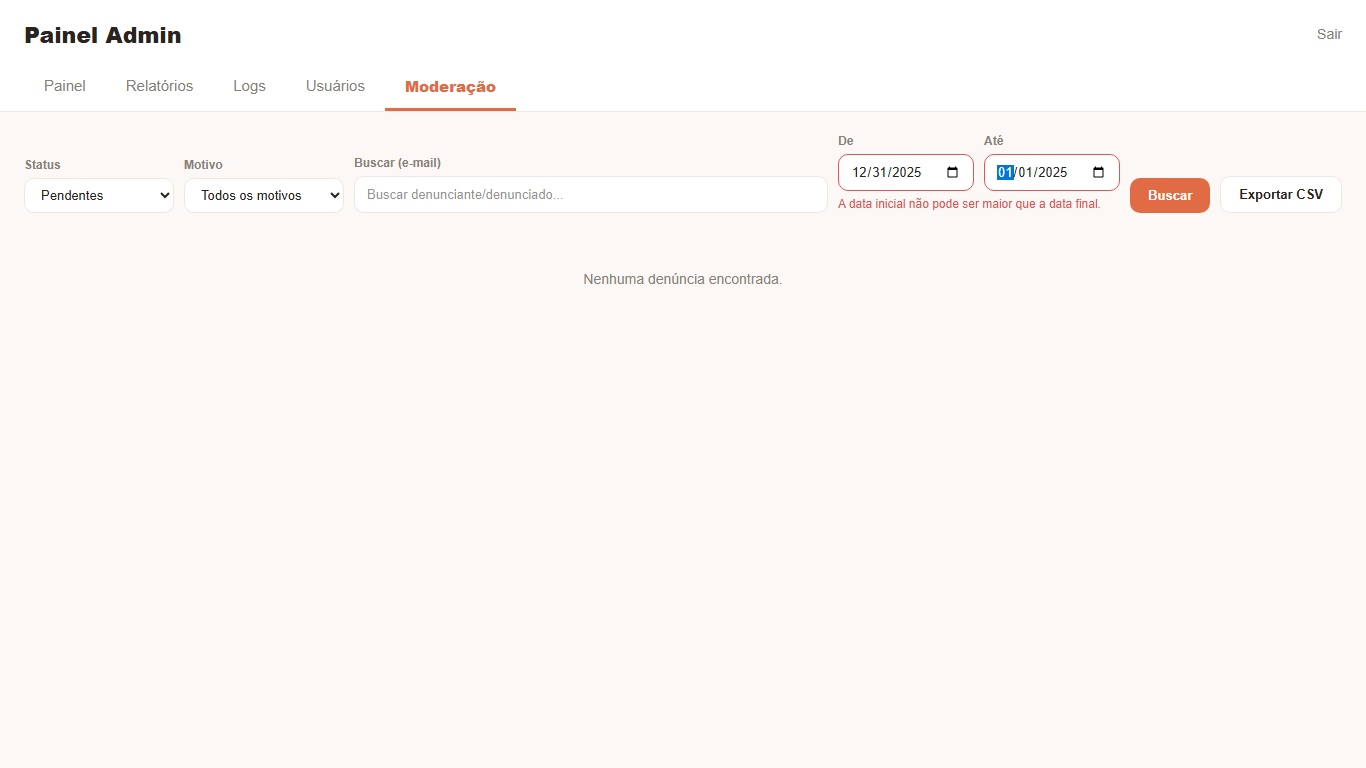 Painel Admin
Sair
Painel
Relatórios
Logs
Usuários
Moderação
Status
Pendentes
Motivo
Todos os motivos
Buscar (e-mail)
Buscar denunciante/denunciado...
De
12/31/2025
Até
01/01/2025
A data inicial não pode ser maior que a data final.
Buscar
Exportar CSV
Nenhuma denúncia encontrada.